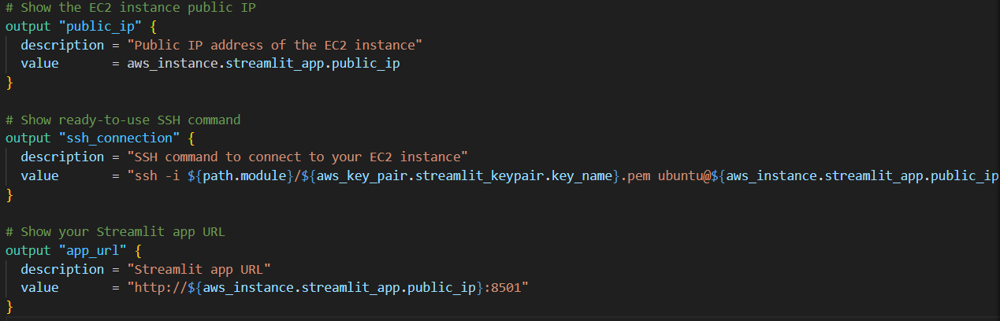 # Show the EC2 instance public IP
output "public_ip" {
  description = "Public IP address of the EC2 instance"
  value       = aws_instance.streamlit_app.public_ip
}

# Show ready-to-use SSH command
output "ssh_connection" {
  description = "SSH command to connect to your EC2 instance"
  value       = "ssh -i ${path.module}/${aws_key_pair.streamlit_keypair.key_name}.pem ubuntu@${aws_instance.streamlit_app.public_ip
}

# Show your Streamlit app URL
output "app_url" {
  description = "Streamlit app URL"
  value       = "http://${aws_instance.streamlit_app.public_ip}:8501"
}